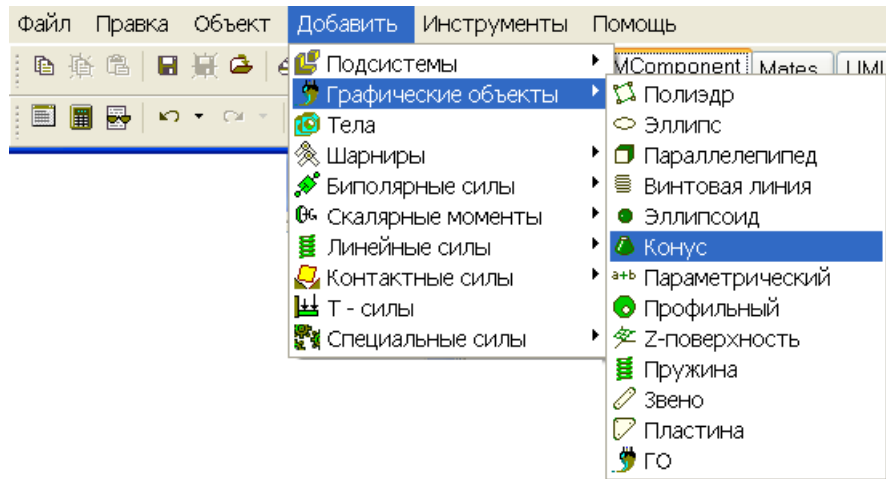 Файл Правка Объект Добавить Инструменты Помощь
MComponent Mates
Подсистемы
Графические объекты
Тела
Шарниры
Биполярные силы
Скалярные моменты
Линейные силы
Контактные силы
Т - силы
Специальные силы
Полиэдр
Эллипс
Параллелепипед
Винтовая линия
Эллипсоид
Конус
a+b Параметрический
Профильный
Z-поверхность
Пружина
Звено
Пластина
ГО